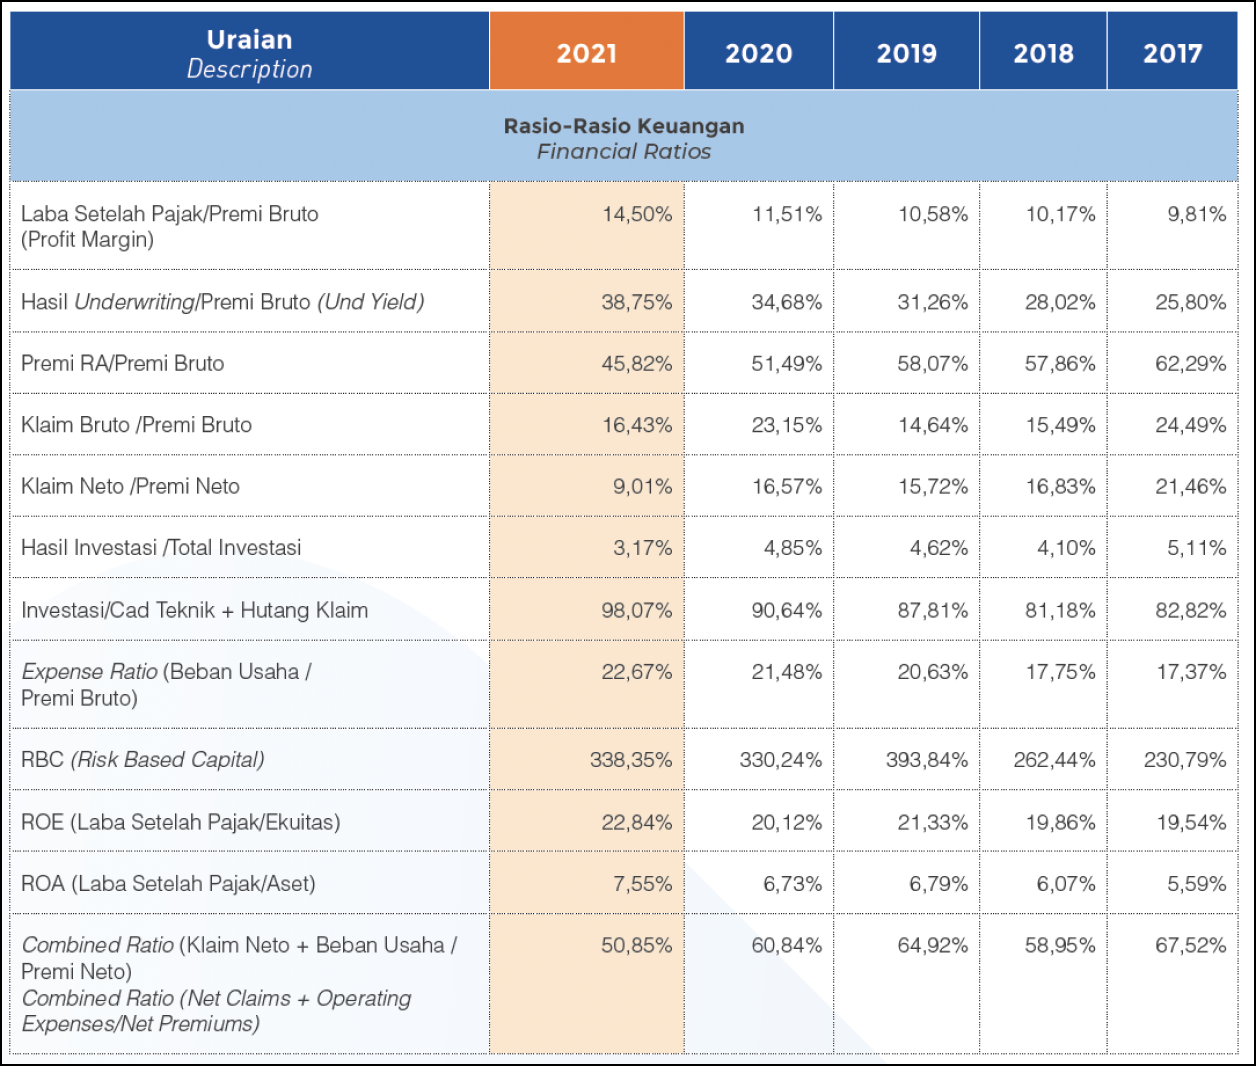 Uraian 2021 2020 2019 2018 2017
Description
Rasio-Rasio Keuangan
Financial Ratios
Laba Setelah Pajak/Premi Bruto 14,50% 11,51% 10,58% 10,17% 9,81%
(Profit Margin)
Hasil Underwriting/Premi Bruto (Und Yield) 38,75% 34,68% 31,26% 28,02% 25,80%
Premi RA/Premi Bruto 45,82% 51,49% 58,07% 57,86% 62,29%
Klaim Bruto /Premi Bruto 16,43% 23,15% 14,64% 15,49% 24,49%
Klaim Neto /Premi Neto 9,01% 16,57% 15,72% 16,83% 21,46%
Hasil Investasi /Total Investasi 3,17% 4,85% 4,62% 4,10% 5,11%
Investasi/Cad Teknik + Hutang Klaim 98,07% 90,64% 87,81% 81,18% 82,82%
Expense Ratio (Beban Usaha / 22,67% 21,48% 20,63% 17,75% 17,37%
Premi Bruto)
RBC (Risk Based Capital) 338,35% 330,24% 393,84% 262,44% 230,79%
ROE (Laba Setelah Pajak/Ekuitas) 22,84% 20,12% 21,33% 19,86% 19,54%
ROA (Laba Setelah Pajak/Aset) 7,55% 6,73% 6,79% 6,07% 5,59%
Combined Ratio (Klaim Neto + Beban Usaha / 50,85% 60,84% 64,92% 58,95% 67,52%
Premi Neto)
Combined Ratio (Net Claims + Operating
Expenses/Net Premiums)